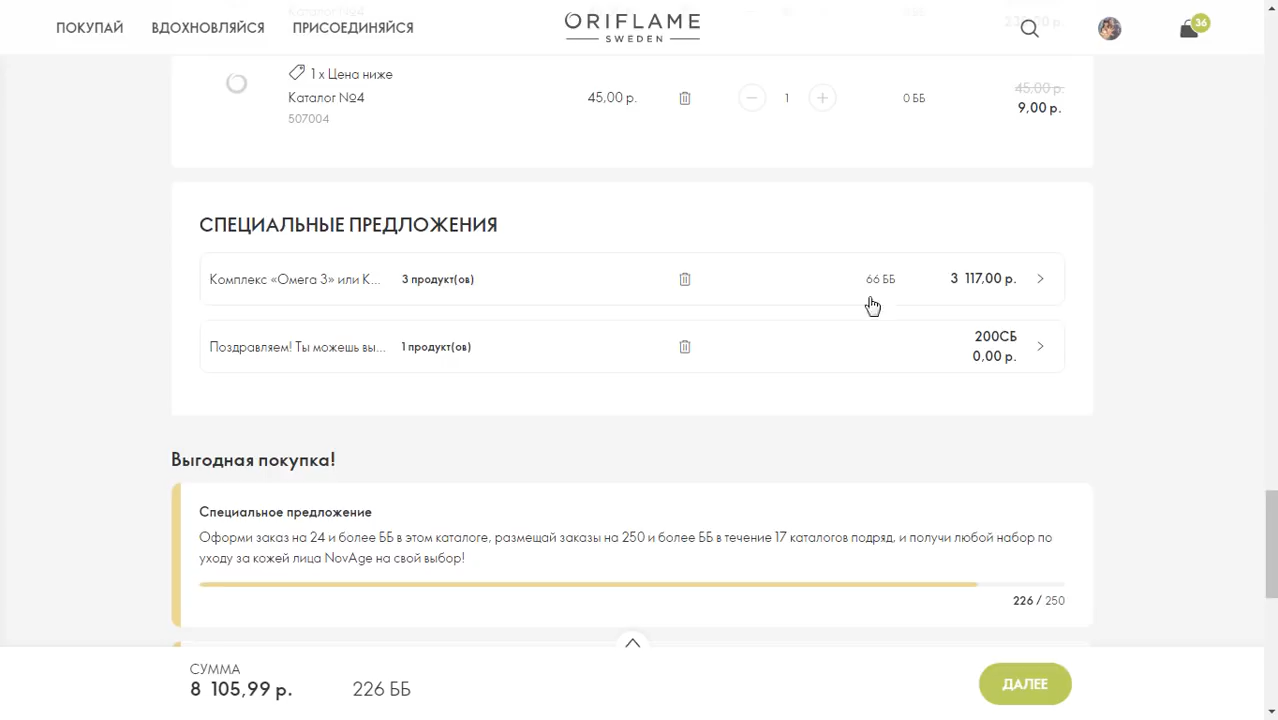 ПОКУПАЙ ВДОХНОВЛЯЙСЯ ПРИСОЕДИНЯЙСЯ
ORIFLAME
SWEDEN
36
1 x Цена ниже
Каталог №4
507004
45,00 р.
1
0 ББ
45,00 р.
9,00 р.
СПЕЦИАЛЬНЫЕ ПРЕДЛОЖЕНИЯ
Комплекс «Омега 3» или К... 3 продукт(ов) 66 ББ 3 117,00 р.
Поздравляем! Ты можешь вы... 1 продукт(ов)
200СБ
0,00 р.
Выгодная покупка!
Специальное предложение
Оформи заказ на 24 и более ББ в этом каталоге, размещай заказы на 250 и более ББ в течение 17 каталогов подряд, и получи любой набор по
уходу за кожей лица NovAge на свой выбор!
226 / 250
СУММА
8 105,99 р. 226 ББ
ДАЛЕЕ